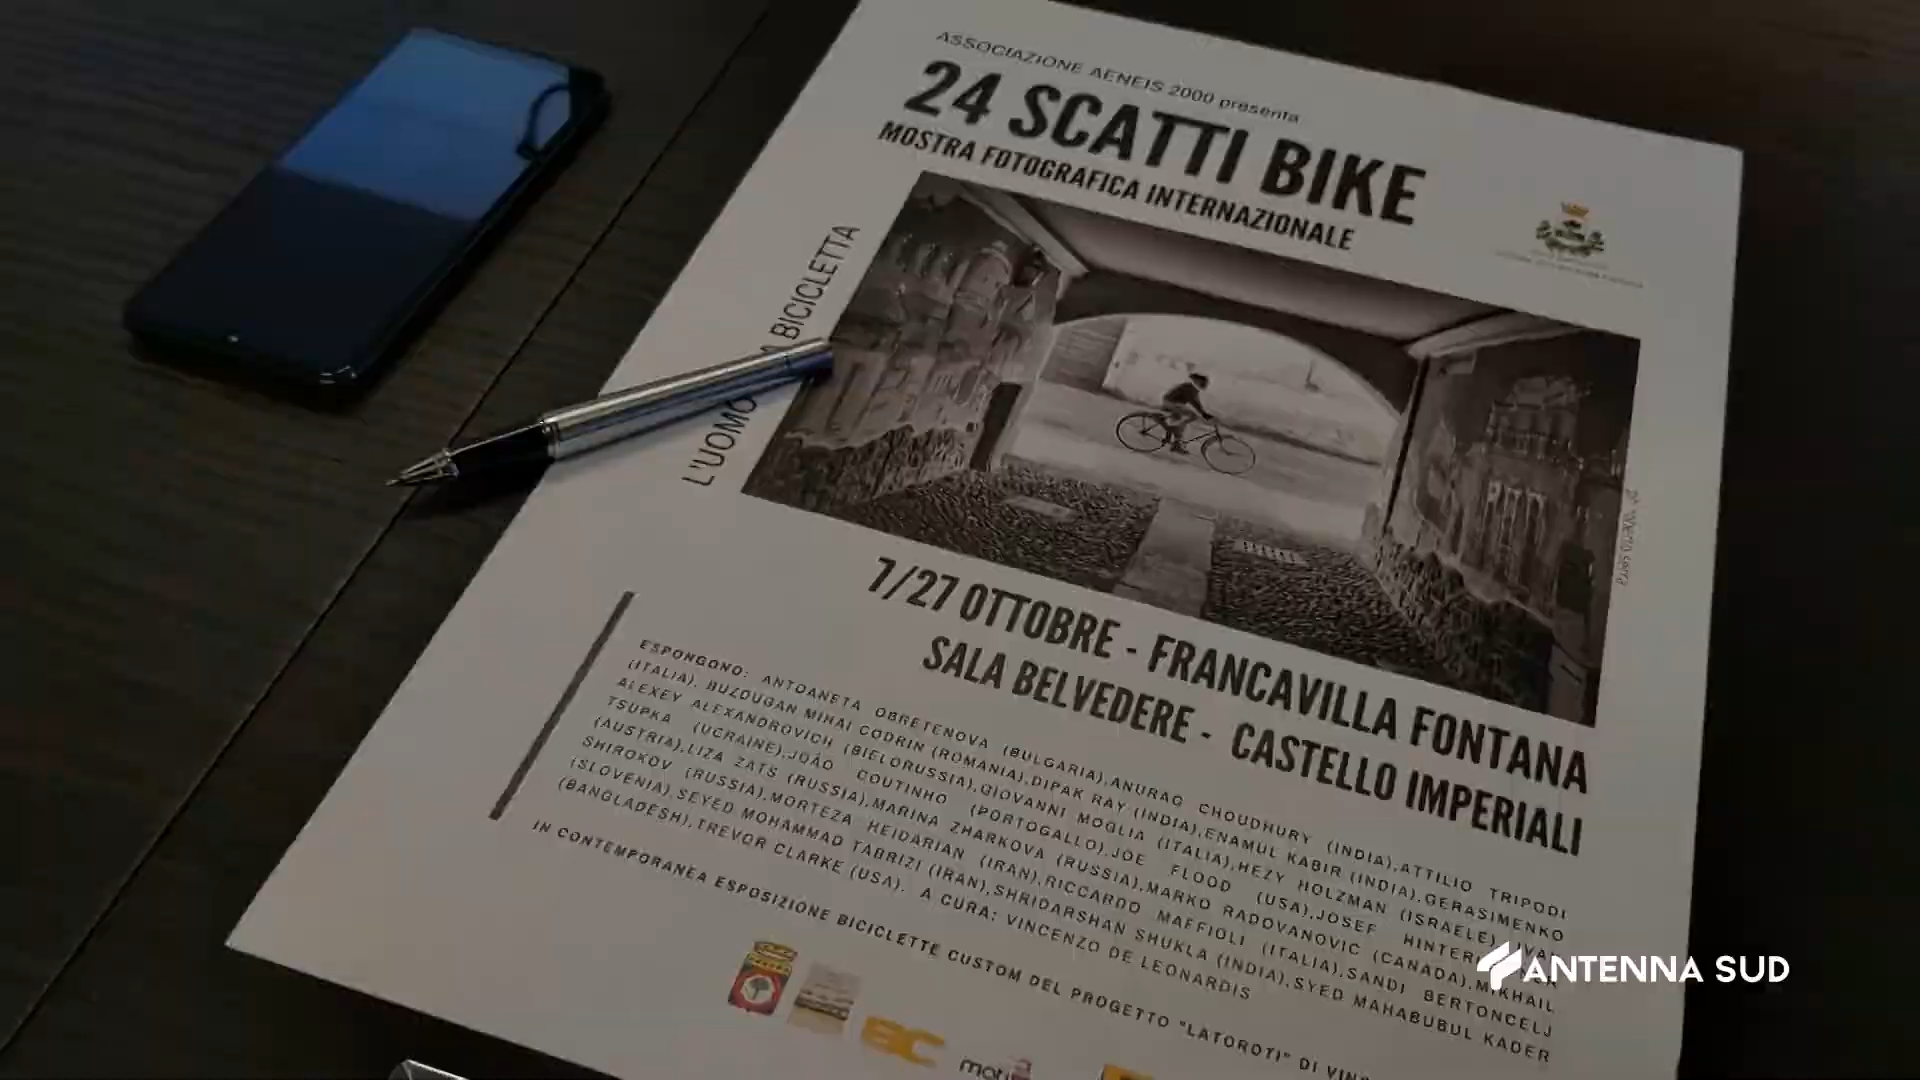 ASSOCIAZIONE AENEIS 2000 presenta
24 SCATTI BIKE
MOSTRA FOTOGRAFICA INTERNAZIONALE
L'UOMO BICICLETTA
7/27 OTTOBRE - FRANCAVILLA FONTANA
SALA BELVEDERE - CASTELLO IMPERIALI
ESPONGONO: ANTOANETA OBRETENOVA (BULGARIA), ANURAG CHOUDHURY (INDIA), ATTILIO TRIPODI
(ITALIA), BUZDUGAN MIHAI CODRIN (ROMANIA), DIPAK RAY (INDIA), ENAMUL KABIR (INDIA), GERASIMENKO
ALEXEY ALEXANDROVICH (BIELORUSSIA), GIOVANNI MOGLIA (ITALIA), HEZY HOLZMAN (ISRAELE), IVAN
TSUPKA (UCRAINE), JOÃO COUTINHO (PORTOGALLO), JOE FLOOD (USA), JOSEF HINTER
(AUSTRIA), LIZA ZATS (RUSSIA), MARINA ZHARKOVA (RUSSIA), MARKO RADOVANOVIC (CANADA), MIKHAIL
SHIROKOV (RUSSIA), MORTEZA HEIDARIAN (IRAN), RICCARDO MAFFIOLI (ITALIA), SANDI BERTONCELJ
(SLOVENIA), SEYED MOHAMMAD TABRIZI (IRAN), SHRIDARSHAN SHUKLA (INDIA), SYED MAHABUBUL KADER
(BANGLADESH), TREVOR CLARKE (USA). A CURA: VINCENZO DE LEONARDIS
IN CONTEMPORANEA ESPOSIZIONE BICICLETTE CUSTOM DEL PROGETTO "LATOROTI" DI
BC
ANTENNA SUD